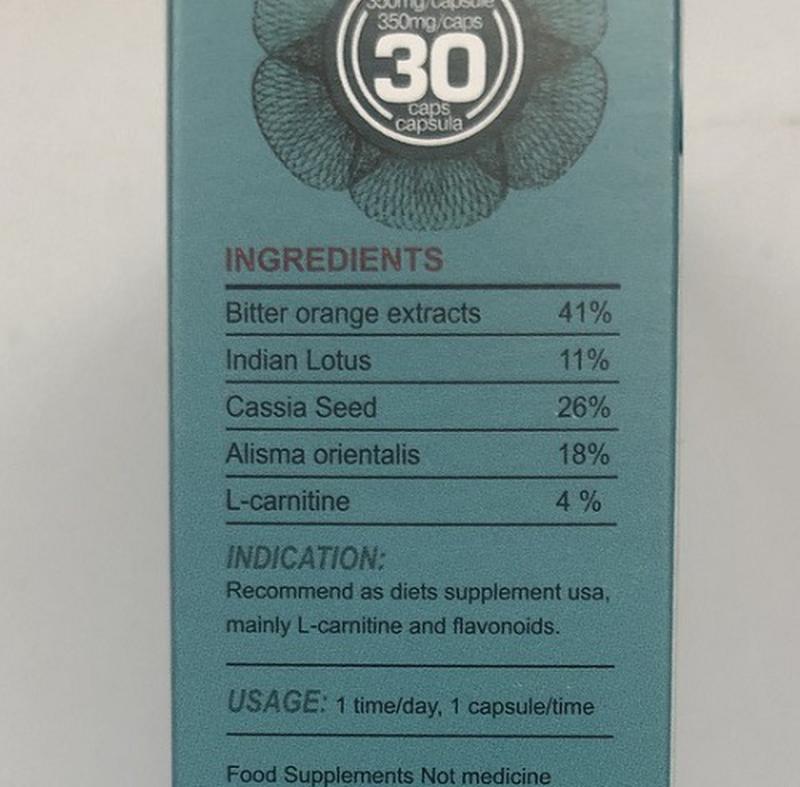 350mg/capsule
350mg/caps
30
caps
capsula
INGREDIENTS
Bitter orange extracts 41%
Indian Lotus 11%
Cassia Seed 26%
Alisma orientalis 18%
L-carnitine 4 %
INDICATION:
Recommend as diets supplement usa,
mainly L-carnitine and flavonoids.
USAGE: 1 time/day, 1 capsule/time
Food Supplements Not medicine